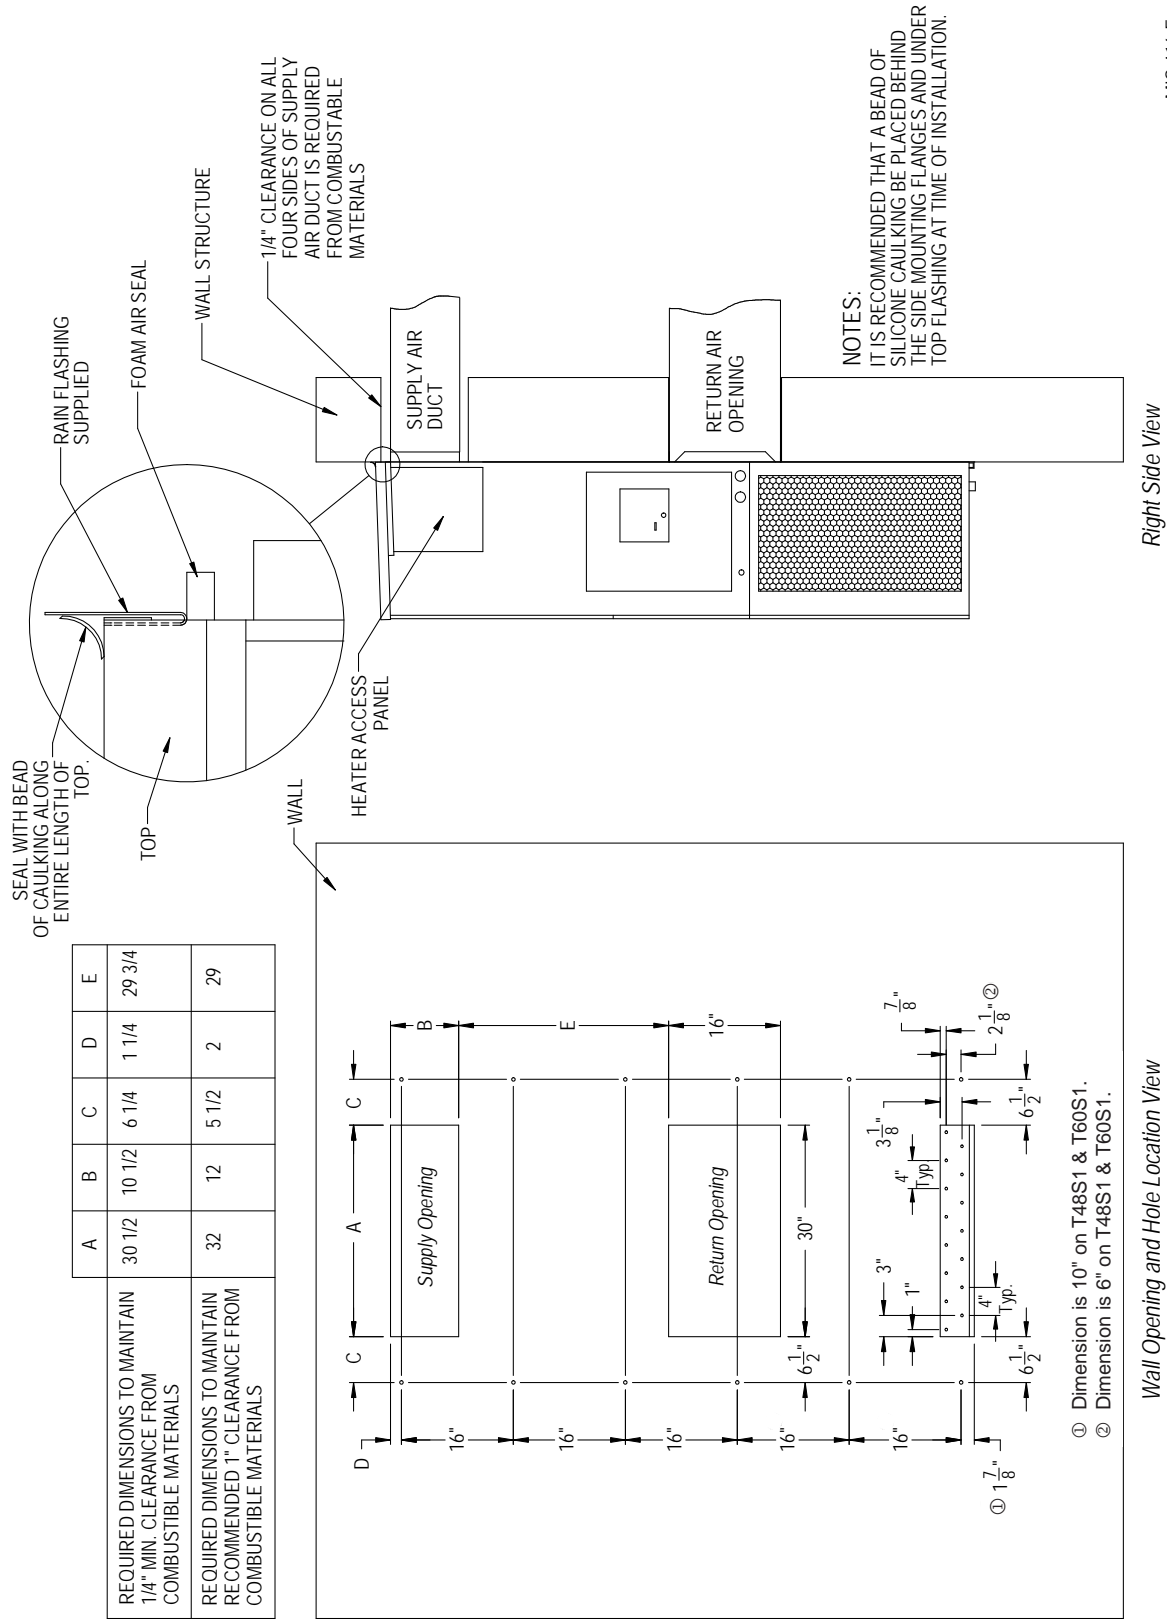 SEAL WITH BEAD
OF CAULKING ALONG
ENTIRE LENGTH OF
TOP.
RAIN FLASHING
SUPPLIED
FOAM AIR SEAL
WALL STRUCTURE
1/4" CLEARANCE ON ALL
FOUR SIDES OF SUPPLY
AIR DUCT IS REQUIRED
FROM COMBUSTABLE
MATERIALS
TOP
A B C D E
REQUIRED DIMENSIONS TO MAINTAIN
1/4" MIN. CLEARANCE FROM
COMBUSTIBLE MATERIALS
30 1/2 10 1/2 6 1/4 1 1/4 29 3/4
REQUIRED DIMENSIONS TO MAINTAIN
RECOMMENDED 1" CLEARANCE FROM
COMBUSTIBLE MATERIALS
32 12 5 1/2 2 29
WALL
HEATER ACCESS
PANEL
SUPPLY AIR
DUCT
RETURN AIR
OPENING
NOTES:
IT IS RECOMMENDED THAT A BEAD OF
SILICONE CAULKING BE PLACED BEHIND
THE SIDE MOUNTING FLANGES AND UNDER
TOP FLASHING AT TIME OF INSTALLATION.
D
C A C
16"
Supply Opening
B
16"
E
16"
16"
Return Opening
16"
6 1/2"
30"
16"
3"
1"
4"
Typ.
3 1/8"
7/8"
4"
Typ.
2 1/8" ②
① 1 7/8"
6 1/2"
6 1/2"
① Dimension is 10" on T48S1 & T60S1.
② Dimension is 6" on T48S1 & T60S1.
Wall Opening and Hole Location View
Right Side View